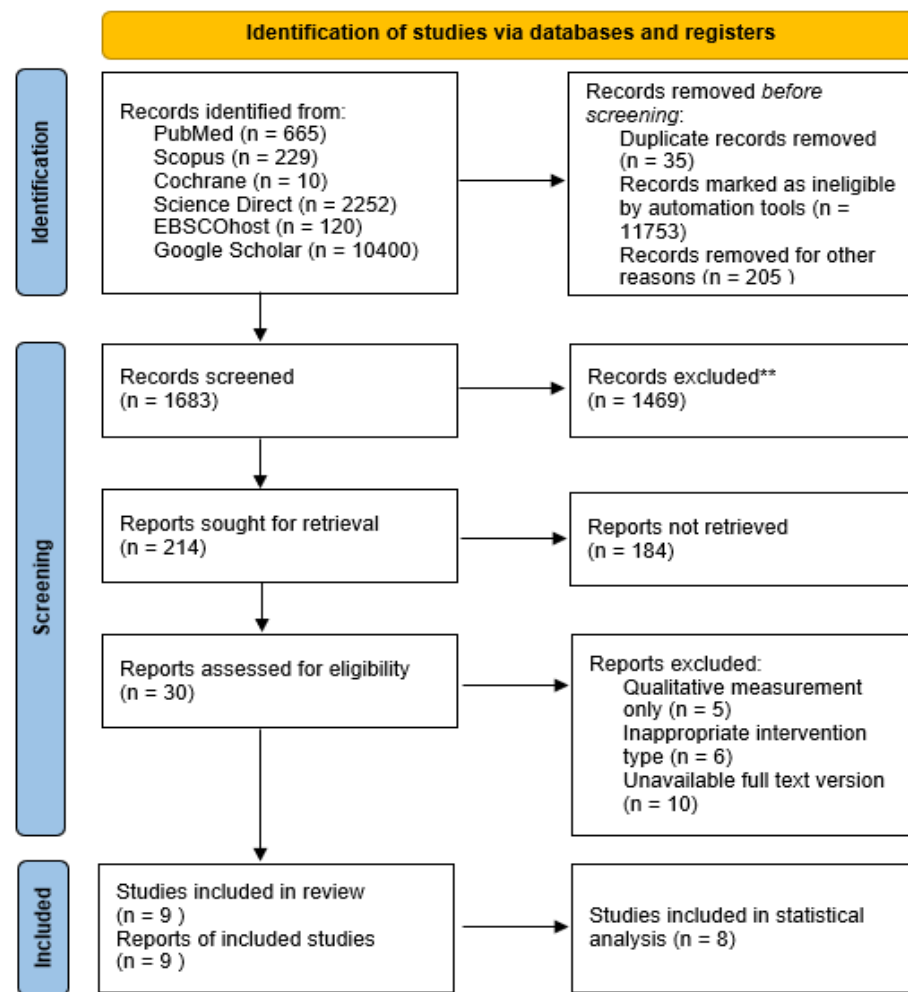 Identification of studies via databases and registers
Identification
Records identified from:
PubMed (n = 665)
Scopus (n = 229)
Cochrane (n = 10)
Science Direct (n = 2252)
EBSCOhost (n = 120)
Google Scholar (n = 10400)
Records removed before
screening:
Duplicate records removed
(n = 35)
Records marked as ineligible
by automation tools (n =
11753)
Records removed for other
reasons (n = 205 )
Screening
Records screened
(n = 1683)
Records excluded**
(n = 1469)
Reports sought for retrieval
(n = 214)
Reports not retrieved
(n = 184)
Reports assessed for eligibility
(n = 30)
Reports excluded:
Qualitative measurement
only (n = 5)
Inappropriate intervention
type (n = 6)
Unavailable full text version
(n = 10)
Included
Studies included in review
(n = 9 )
Reports of included studies
(n = 9 )
Studies included in statistical
analysis (n = 8)